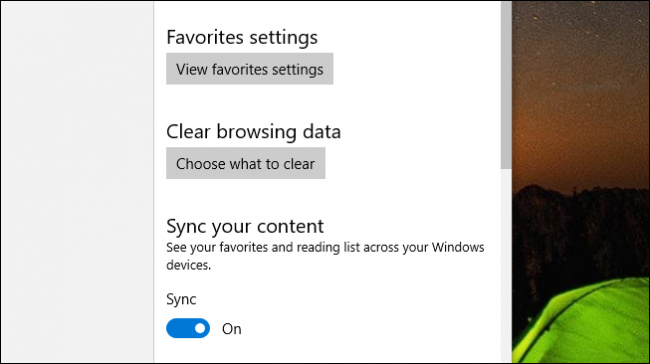 Favorites settings
View favorites settings
Clear browsing data
Choose what to clear
Sync your content
See your favorites and reading list across your Windows
devices.
Sync
On